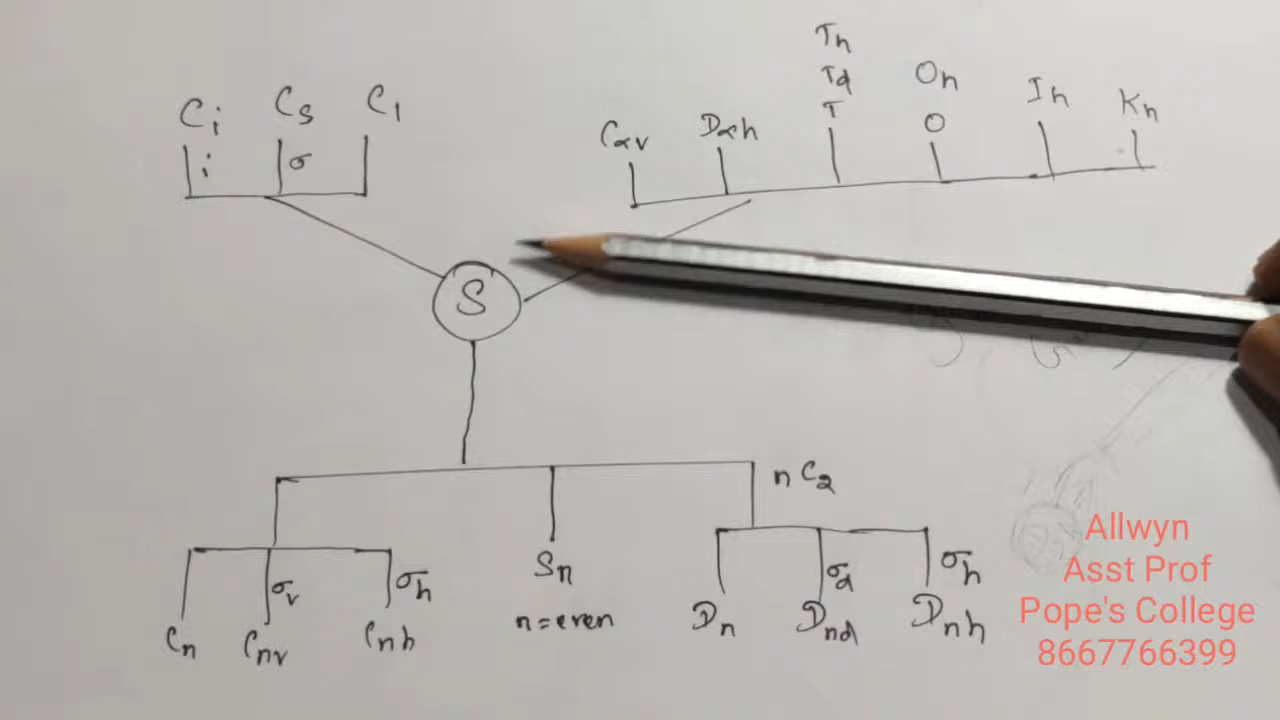 Ci Cs C1
i σ
C∞v D∞h
Th
Td
T
Oh
O
Ih Kh
S
nC2
Cn
σv
Cnv
σh
Cnh
Sn
n=even
Dn
σd
Dnd
σh
Dnh
Allwyn
Asst Prof
Pope's College
8667766399